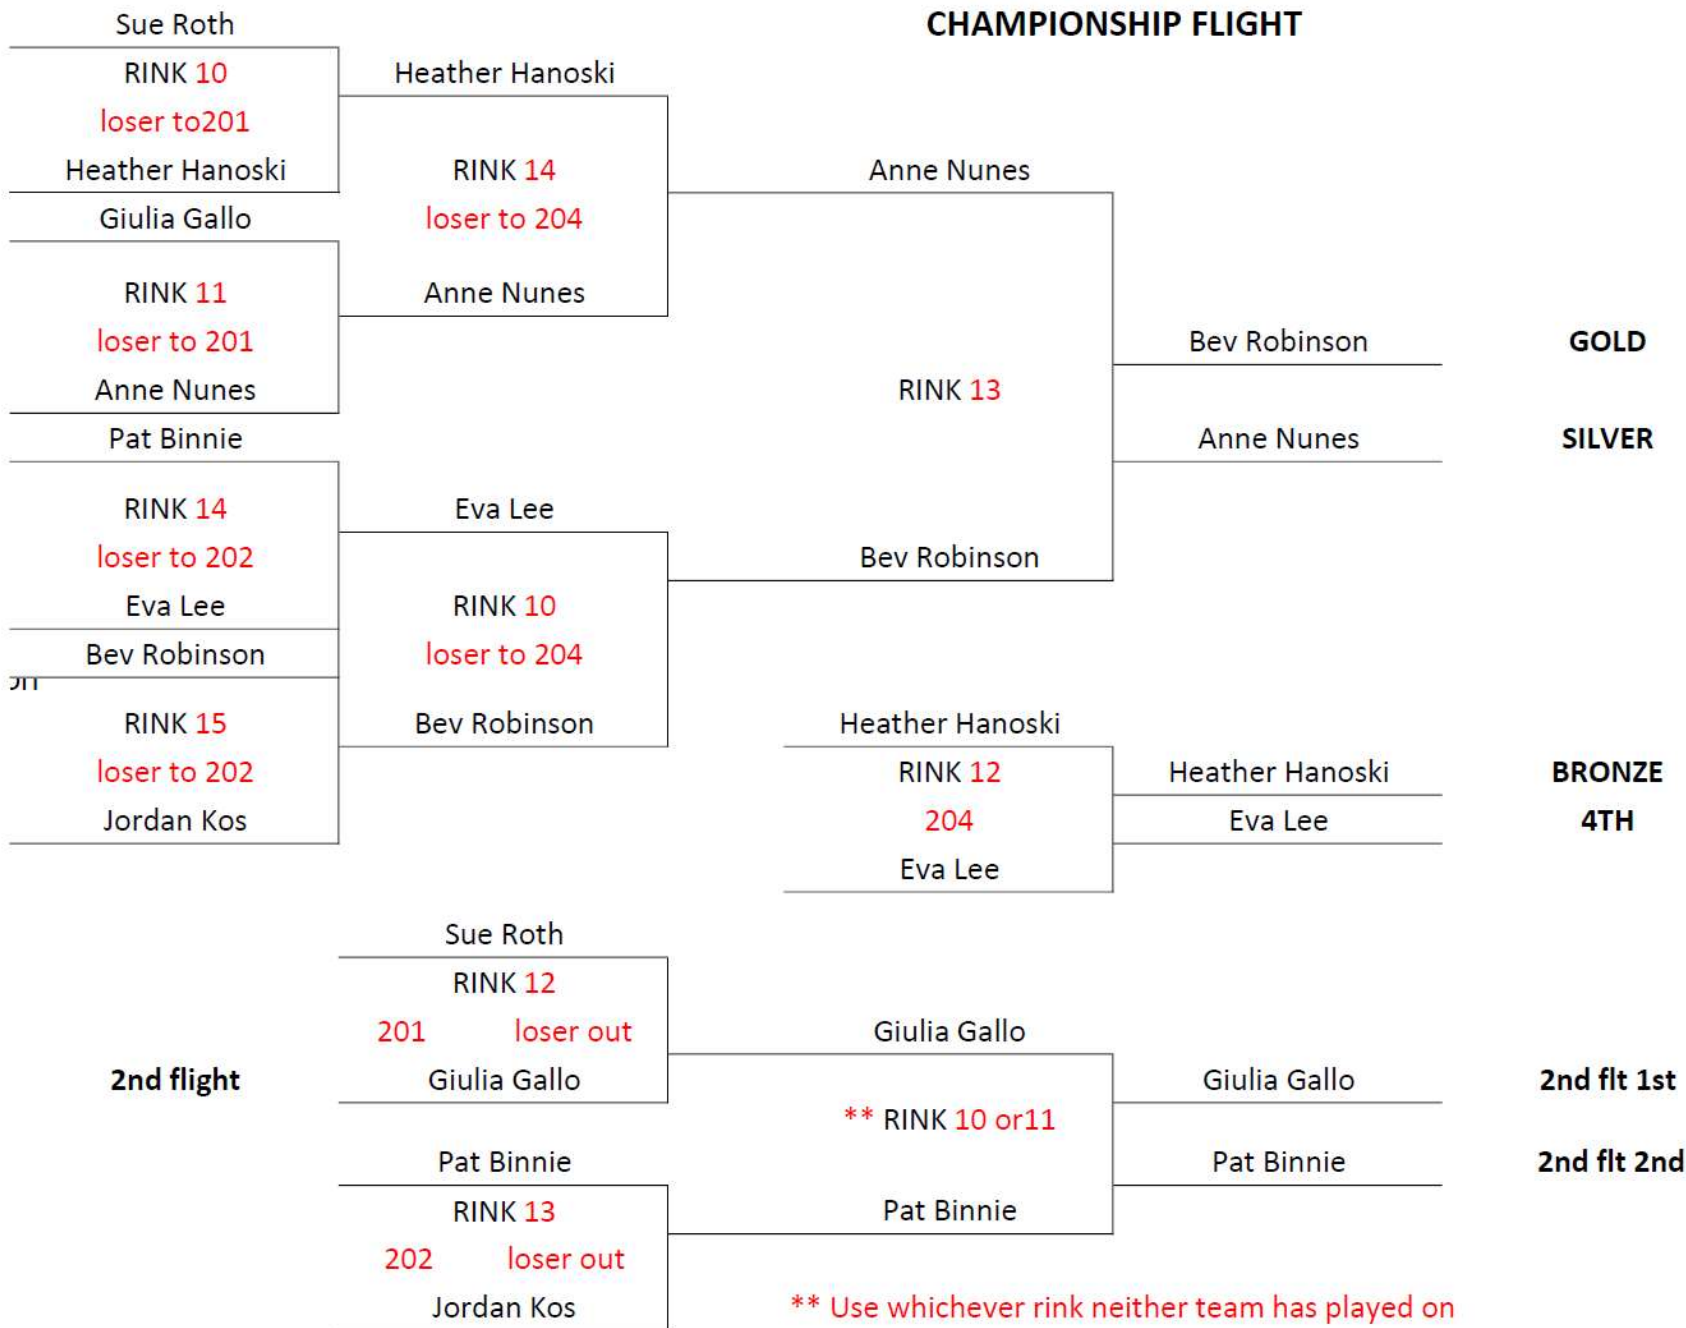 CHAMPIONSHIP FLIGHT
Sue Roth
RINK 10
loser to201
Heather Hanoski
Giulia Gallo
RINK 11
loser to 201
Anne Nunes
Pat Binnie
RINK 14
loser to 202
Eva Lee
Bev Robinson
RINK 15
loser to 202
Jordan Kos
Heather Hanoski
RINK 14
loser to 204
Anne Nunes
Eva Lee
RINK 10
loser to 204
Bev Robinson
Anne Nunes
RINK 13
Bev Robinson
Bev Robinson GOLD
Anne Nunes SILVER
Heather Hanoski
RINK 12
204
Eva Lee
Heather Hanoski BRONZE
Eva Lee 4TH
2nd flight
Sue Roth
RINK 12
201 loser out
Giulia Gallo
Pat Binnie
RINK 13
202 loser out
Jordan Kos
Giulia Gallo
** RINK 10 or11
Pat Binnie
Giulia Gallo 2nd flt 1st
Pat Binnie 2nd flt 2nd
** Use whichever rink neither team has played on